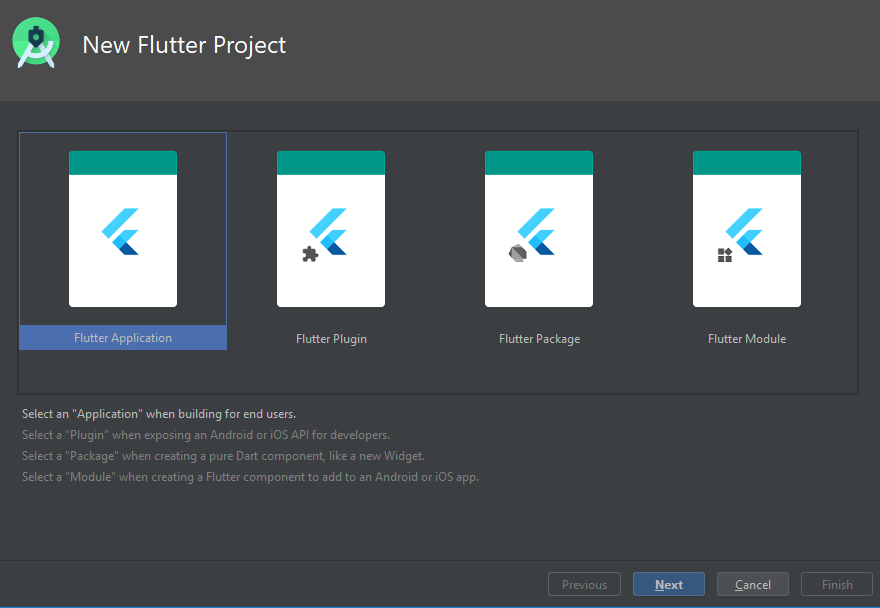 New Flutter Project
Flutter Application
Flutter Plugin
Flutter Package
Flutter Module
Select an "Application" when building for end users.
Select a "Plugin" when exposing an Android or iOS API for developers.
Select a "Package" when creating a pure Dart component, like a new Widget.
Select a "Module" when creating a Flutter component to add to an Android or iOS app.
Previous
Next
Cancel
Finish